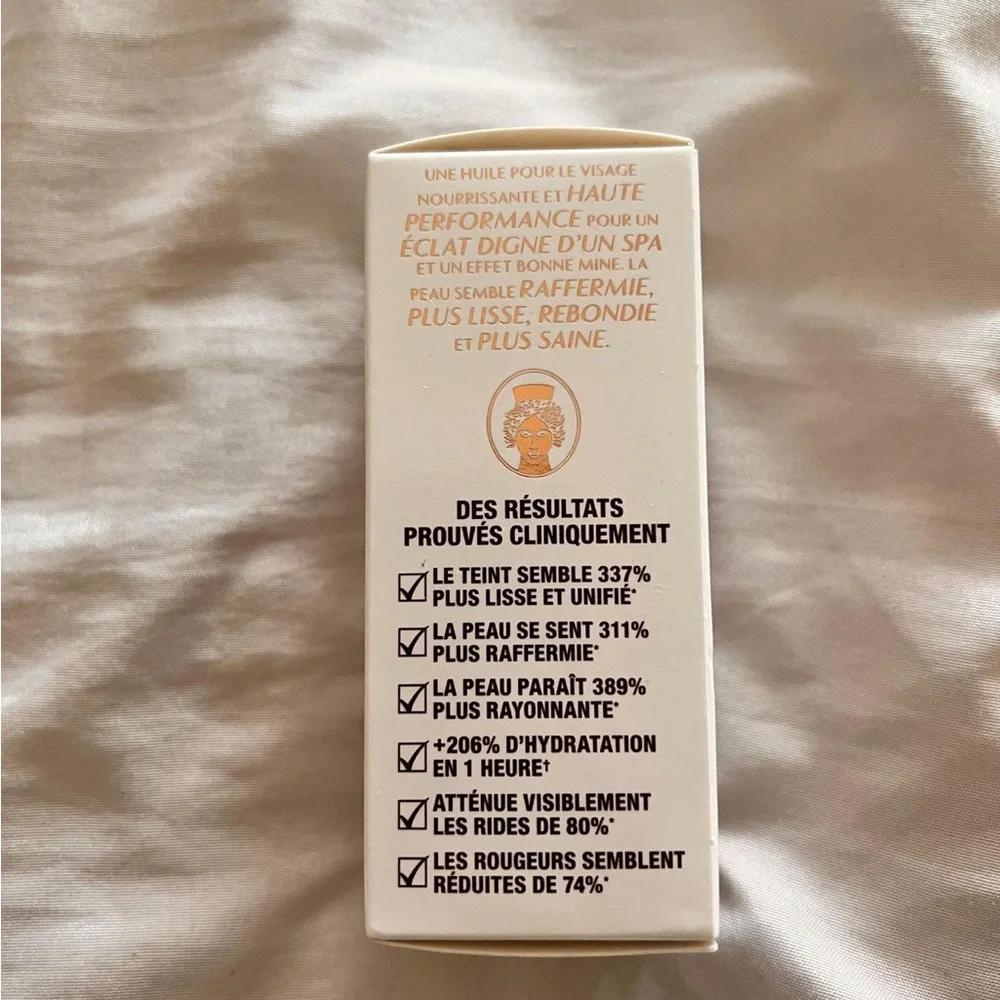 UNE HUILE POUR LE VISAGE
NOURRISSANTE ET HAUTE
PERFORMANCE POUR UN
ÉCLAT DIGNE D'UN SPA
ET UN EFFET BONNE MINE. LA
PEAU SEMBLE RAFFERMIE,
PLUS LISSE, REBONDIE
ET PLUS SAINE.
DES RÉSULTATS
PROUVÉS CLINIQUEMENT
LE TEINT SEMBLE 337%
PLUS LISSE ET UNIFIÉ*
LA PEAU SE SENT 311%
PLUS RAFFERMIE*
LA PEAU PARAÎT 389%
PLUS RAYONNANTE*
+206% D'HYDRATATION
EN 1 HEURE†
ATTÉNUE VISIBLEMENT
LES RIDES DE 80%*
LES ROUGEURS SEMBLENT
RÉDUITES DE 74%*